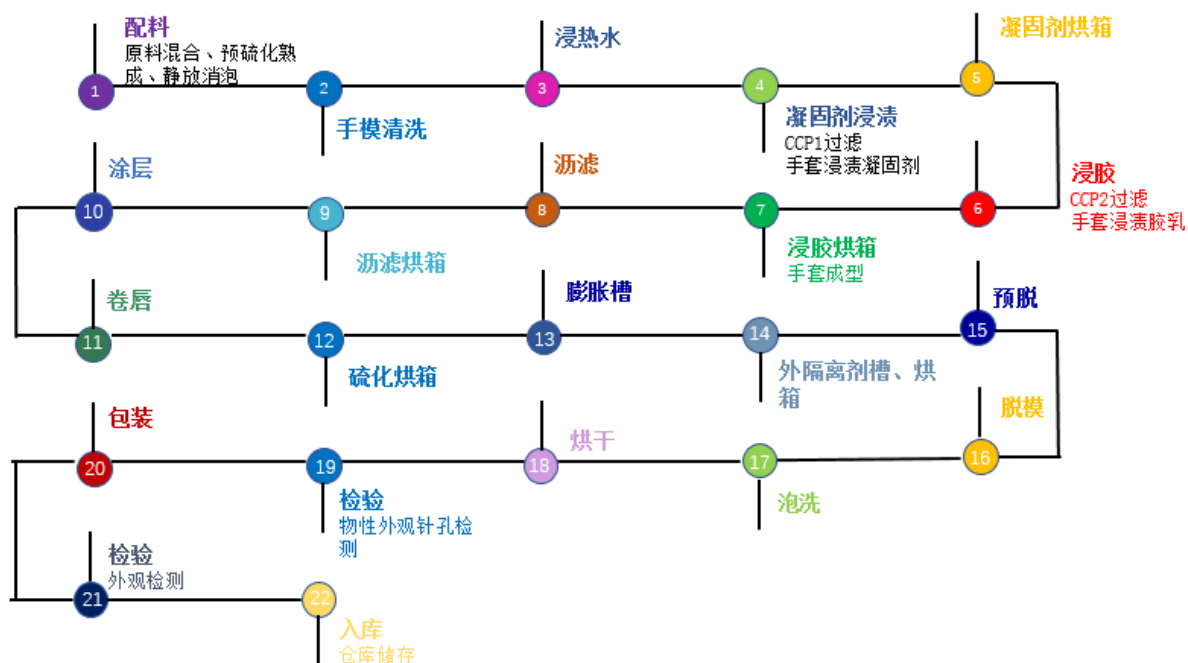 配料
原料混合、预硫化熟
成、静放消泡
1
2
手模清洗
浸热水
3
4
凝固剂浸渍
CCP1过滤
手套浸渍凝固剂
凝固剂烘箱
5
浸胶
CCP2过滤
手套浸渍胶乳
6
7
浸胶烘箱
手套成型
沥滤
8
9
沥滤烘箱
涂层
10
卷唇
11
12
硫化烘箱
膨胀槽
13
14
外隔离剂槽、烘
箱
预脱
15
脱模
16
17
泡洗
烘干
18
19
检验
物性外观针孔检
测
包装
20
检验
外观检测
21
22
入库
仓库储存